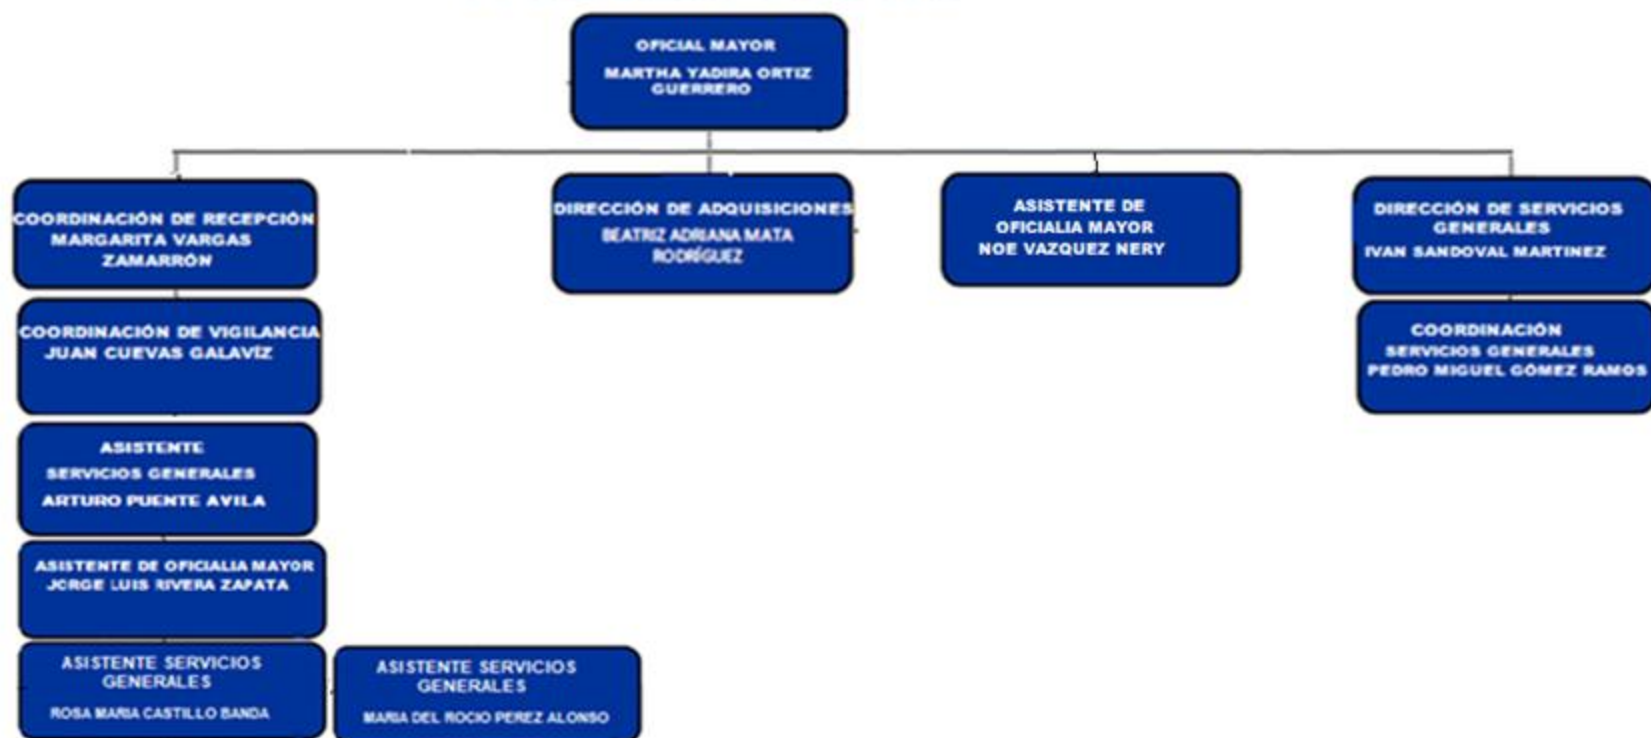 OFICIAL MAYOR
MARTHA YADIRA ORTIZ
GUERRERO
COORDINACIÓN DE RECEPCIÓN
MARGARITA VARGAS
ZAMARRÓN
DIRECCIÓN DE ADQUISICIONES
BEATRIZ ADRIANA MATA
RODRÍGUEZ
ASISTENTE DE
OFICIALIA MAYOR
NOE VAZQUEZ NERY
DIRECCIÓN DE SERVICIOS
GENERALES
IVAN SANDOVAL MARTINEZ
COORDINACIÓN DE VIGILANCIA
JUAN CUEVAS GALAVÍZ
COORDINACIÓN
SERVICIOS GENERALES
PEDRO MIGUEL GÓMEZ RAMOS
ASISTENTE
SERVICIOS GENERALES
ARTURO PUENTE AVILA
ASISTENTE DE OFICIALIA MAYOR
JORGE LUIS RIVERA ZAPATA
ASISTENTE SERVICIOS
GENERALES
ROSA MARIA CASTILLO BANDA
ASISTENTE SERVICIOS
GENERALES
MARIA DEL ROCIO PEREZ ALONSO